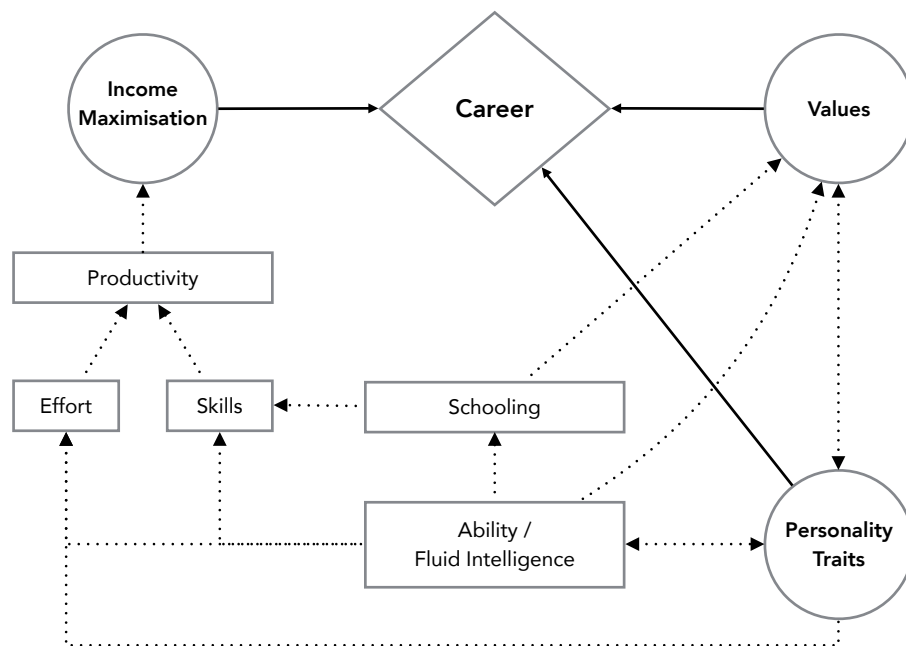 Income
Maximisation
Career
Values
Productivity
Effort
Skills
Schooling
Ability /
Fluid Intelligence
Personality
Traits